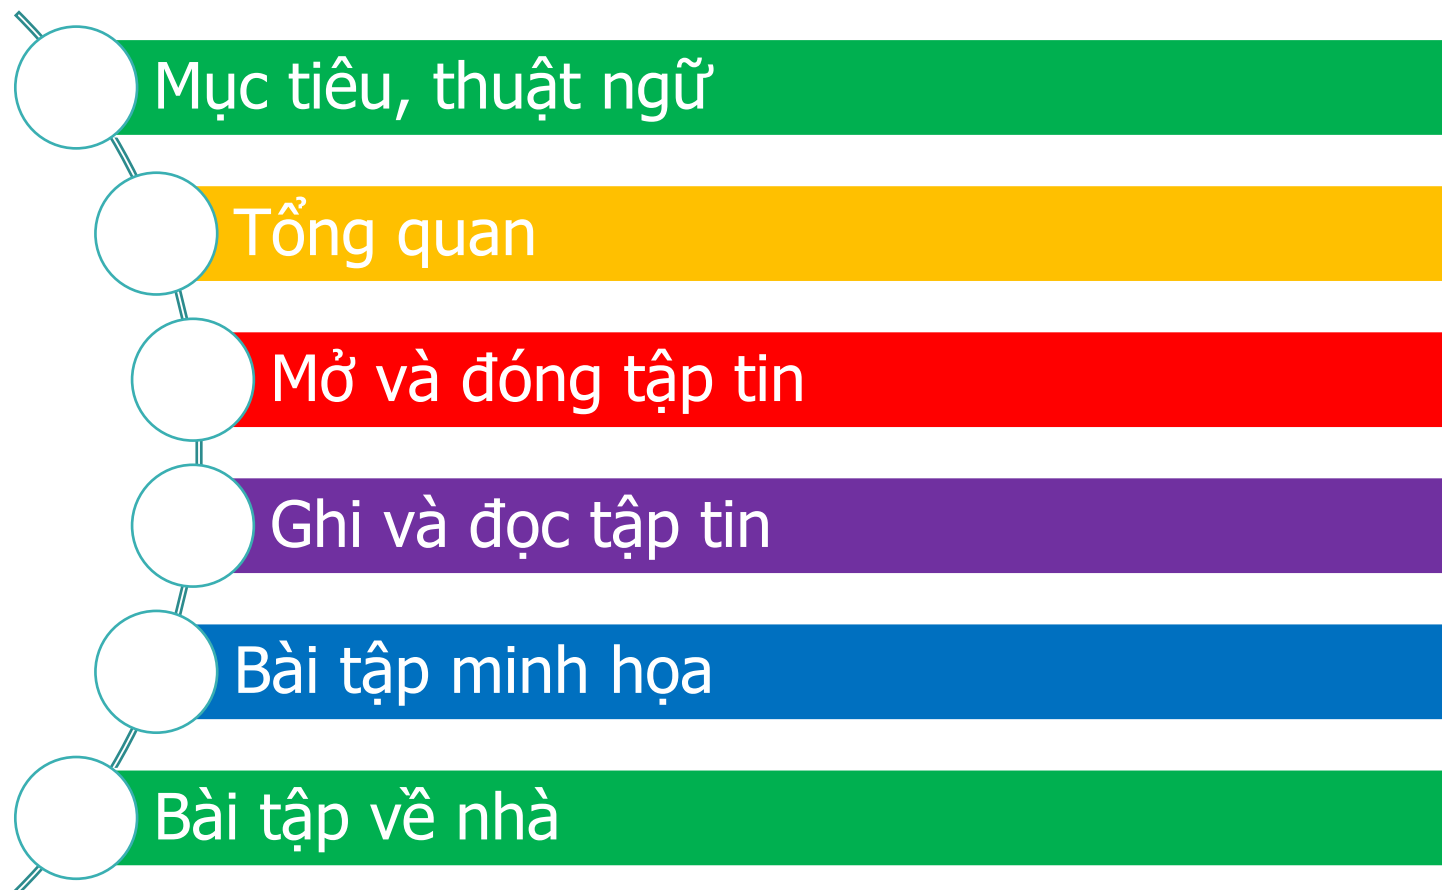 Mục tiêu, thuật ngữ
Tổng quan
Mở và đóng tập tin
Ghi và đọc tập tin
Bài tập minh họa
Bài tập về nhà